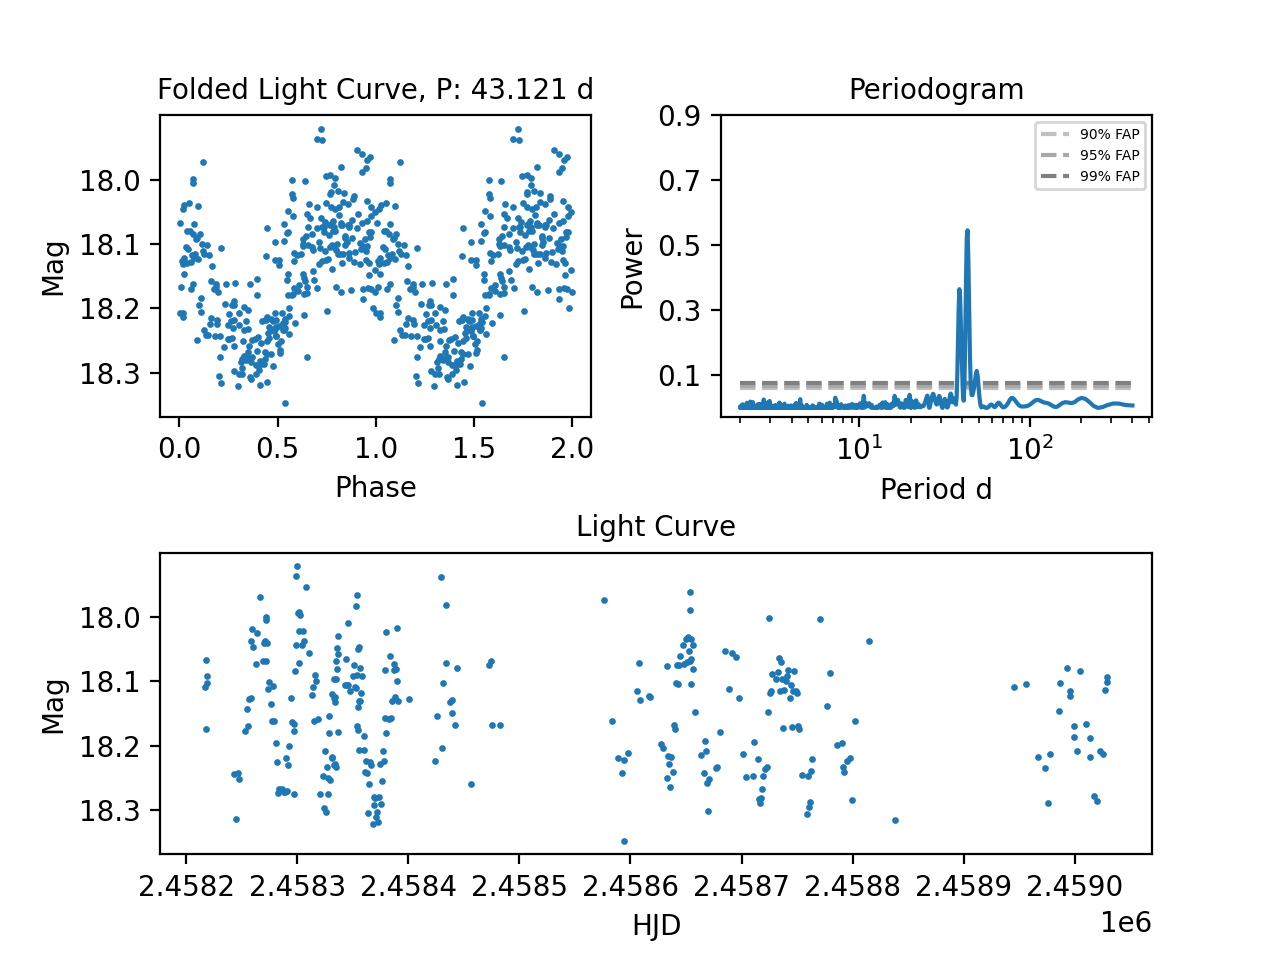 Folded Light Curve, P: 43.121 d
Mag
18.0
18.1
18.2
18.3
0.0 0.5 1.0 1.5 2.0
Phase
Periodogram
Power
0.9
0.7
0.5
0.3
0.1
90% FAP
95% FAP
99% FAP
10¹ 10²
Period d
Light Curve
Mag
18.0
18.1
18.2
18.3
2.4582 2.4583 2.4584 2.4585 2.4586 2.4587 2.4588 2.4589 2.4590
HJD
1e6